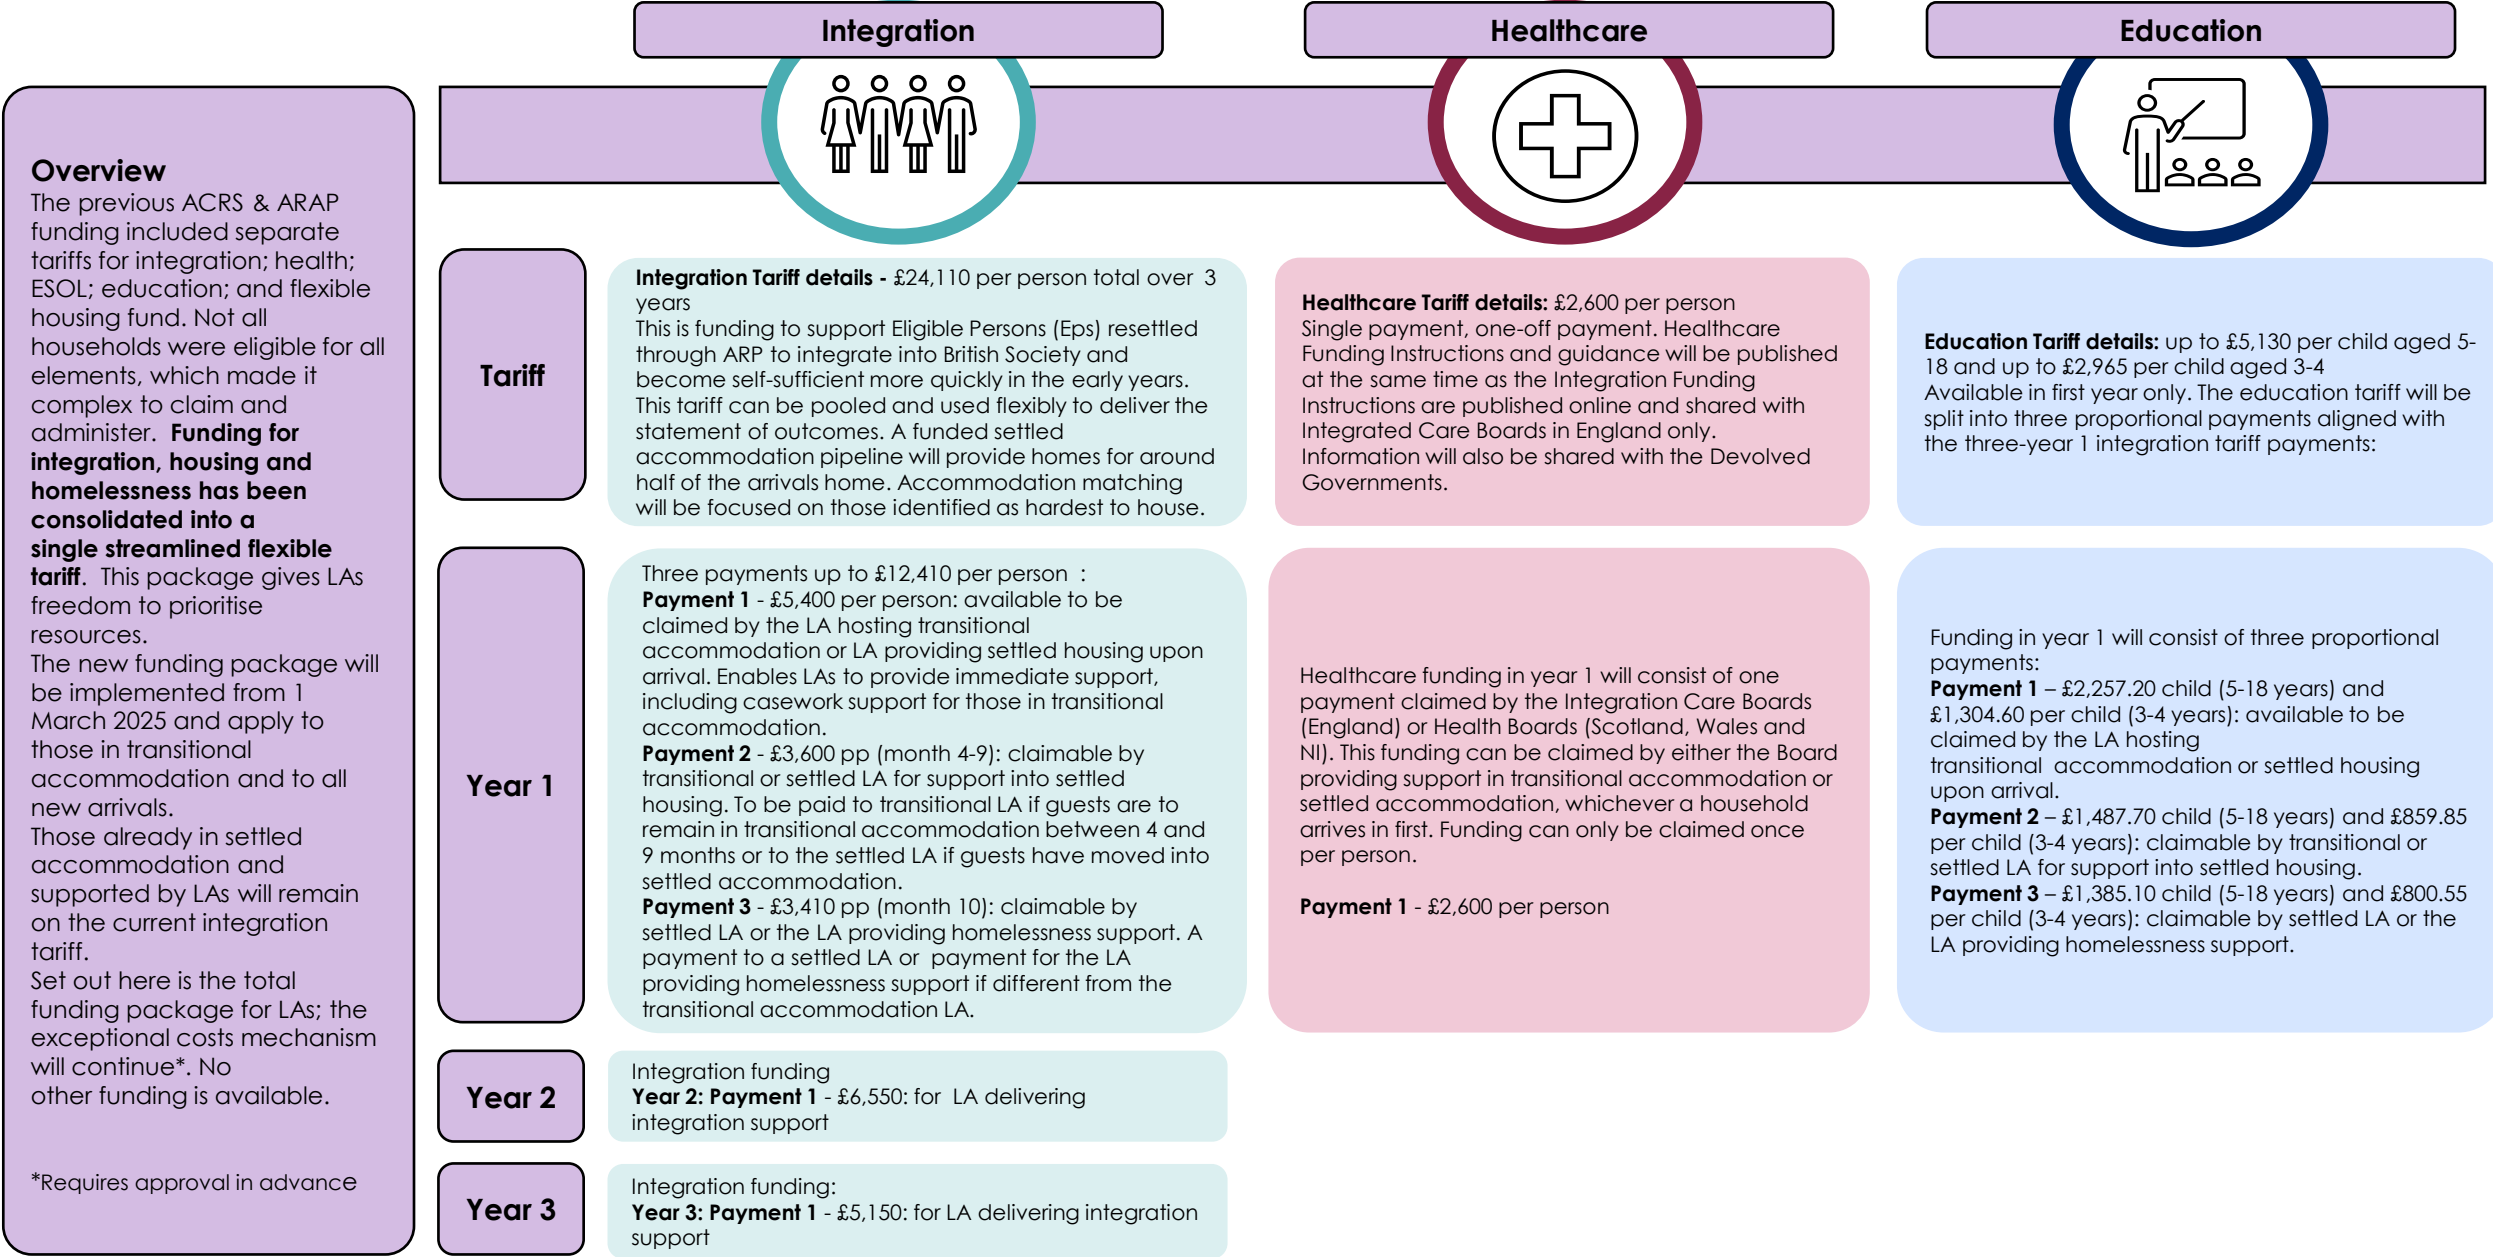 Integration
Healthcare
Education
Overview
The previous ACRS & ARAP
funding included separate
tariffs for integration; health;
ESOL; education; and flexible
housing fund. Not all
households were eligible for all
elements, which made it
complex to claim and
administer. Funding for
integration, housing and
homelessness has been
consolidated into a
single streamlined flexible
tariff. This package gives LAs
freedom to prioritise
resources.
The new funding package will
be implemented from 1
March 2025 and apply to
those in transitional
accommodation and to all
new arrivals.
Those already in settled
accommodation and
supported by LAs will remain
on the current integration
tariff.
Set out here is the total
funding package for LAs; the
exceptional costs mechanism
will continue*. No
other funding is available.
*Requires approval in advance
Tariff
Integration Tariff details - £24,110 per person total over 3
years
This is funding to support Eligible Persons (Eps) resettled
through ARP to integrate into British Society and
become self-sufficient more quickly in the early years.
This tariff can be pooled and used flexibly to deliver the
statement of outcomes. A funded settled
accommodation pipeline will provide homes for around
half of the arrivals home. Accommodation matching
will be focused on those identified as hardest to house.
Healthcare Tariff details: £2,600 per person
Single payment, one-off payment. Healthcare
Funding Instructions and guidance will be published
at the same time as the Integration Funding
Instructions are published online and shared with
Integrated Care Boards in England only.
Information will also be shared with the Devolved
Governments.
Education Tariff details: up to £5,130 per child aged 5-
18 and up to £2,965 per child aged 3-4
Available in first year only. The education tariff will be
split into three proportional payments aligned with
the three-year 1 integration tariff payments:
Year 1
Three payments up to £12,410 per person :
Payment 1 - £5,400 per person: available to be
claimed by the LA hosting transitional
accommodation or LA providing settled housing upon
arrival. Enables LAs to provide immediate support,
including casework support for those in transitional
accommodation.
Payment 2 - £3,600 pp (month 4-9): claimable by
transitional or settled LA for support into settled
housing. To be paid to transitional LA if guests are to
remain in transitional accommodation between 4 and
9 months or to the settled LA if guests have moved into
settled accommodation.
Payment 3 - £3,410 pp (month 10): claimable by
settled LA or the LA providing homelessness support. A
payment to a settled LA or payment for the LA
providing homelessness support if different from the
transitional accommodation LA.
Healthcare funding in year 1 will consist of one
payment claimed by the Integration Care Boards
(England) or Health Boards (Scotland, Wales and
NI). This funding can be claimed by either the Board
providing support in transitional accommodation or
settled accommodation, whichever a household
arrives in first. Funding can only be claimed once
per person.
Payment 1 - £2,600 per person
Funding in year 1 will consist of three proportional
payments:
Payment 1 – £2,257.20 child (5-18 years) and
£1,304.60 per child (3-4 years): available to be
claimed by the LA hosting
transitional accommodation or settled housing
upon arrival.
Payment 2 – £1,487.70 child (5-18 years) and £859.85
per child (3-4 years): claimable by transitional or
settled LA for support into settled housing.
Payment 3 – £1,385.10 child (5-18 years) and £800.55
per child (3-4 years): claimable by settled LA or the
LA providing homelessness support.
Year 2
Integration funding
Year 2: Payment 1 - £6,550: for LA delivering
integration support
Year 3
Integration funding:
Year 3: Payment 1 - £5,150: for LA delivering integration
support